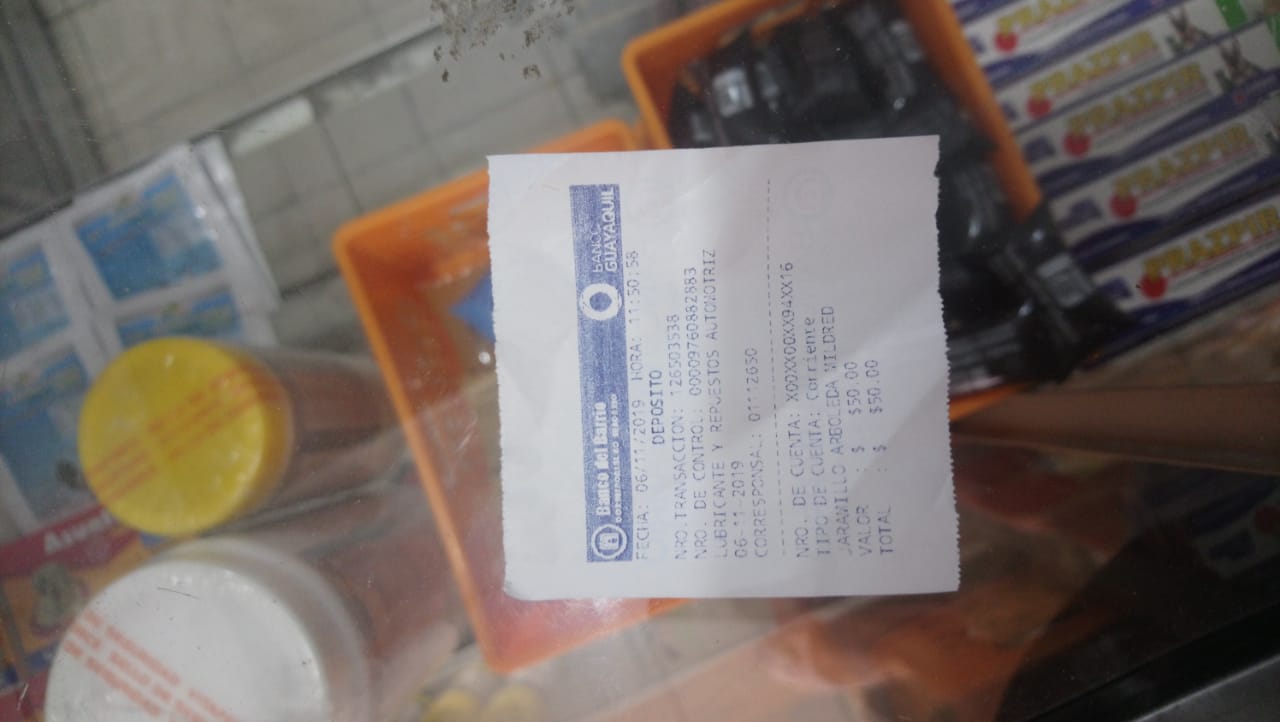 Banco del Barrio
BANCO
GUAYAQUIL
FECHA: 06/11/2019 HORA: 11:50:58
DEPOSITO
NRO.TRANSACCION: 126503538
NRO. DE CONTROL: 00009760882883
LUBRICANTE Y REPUESTOS AUTOMOTRIZ
06-11-2019
CORRESPONSAL: 01112650
NRO. DE CUENTA: X00XX00XX94XX16
TIPO DE CUENTA: Corriente
JARAMILLO ARBOLEDA MILDRED
VALOR : $ $50.00
TOTAL : $ $50.00